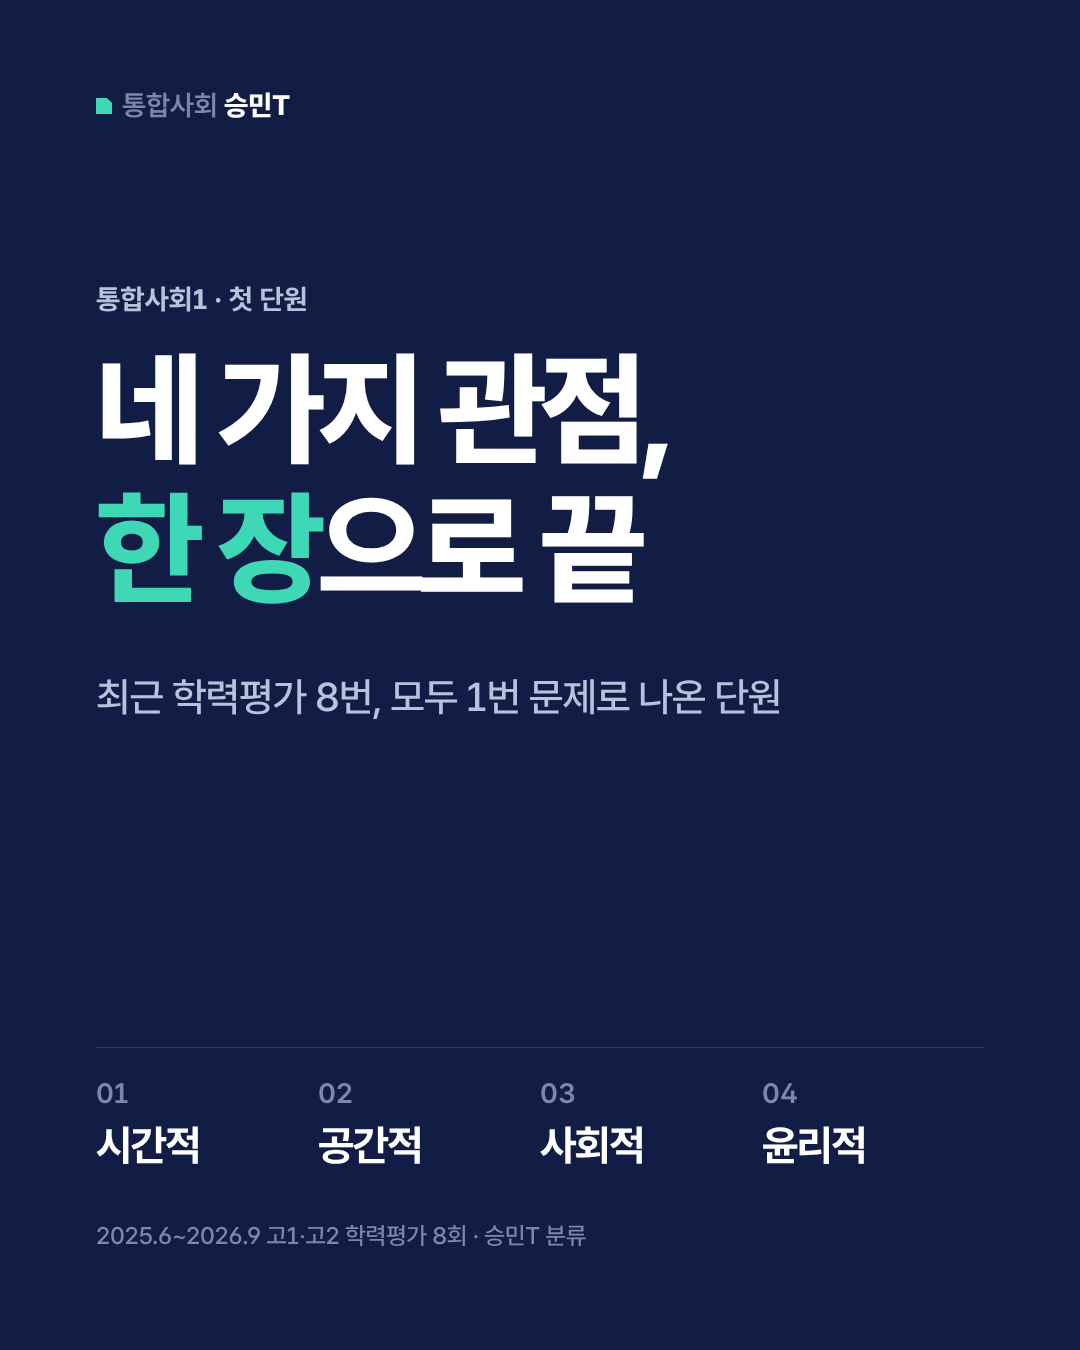 통합사회 승민T
통합사회1 · 첫 단원
네 가지 관점,
한 장으로 끝
최근 학력평가 8번, 모두 1번 문제로 나온 단원
01 02 03 04
시간적 공간적 사회적 윤리적
2025.6~2026.9 고1·고2 학력평가 8회 · 승민T 분류